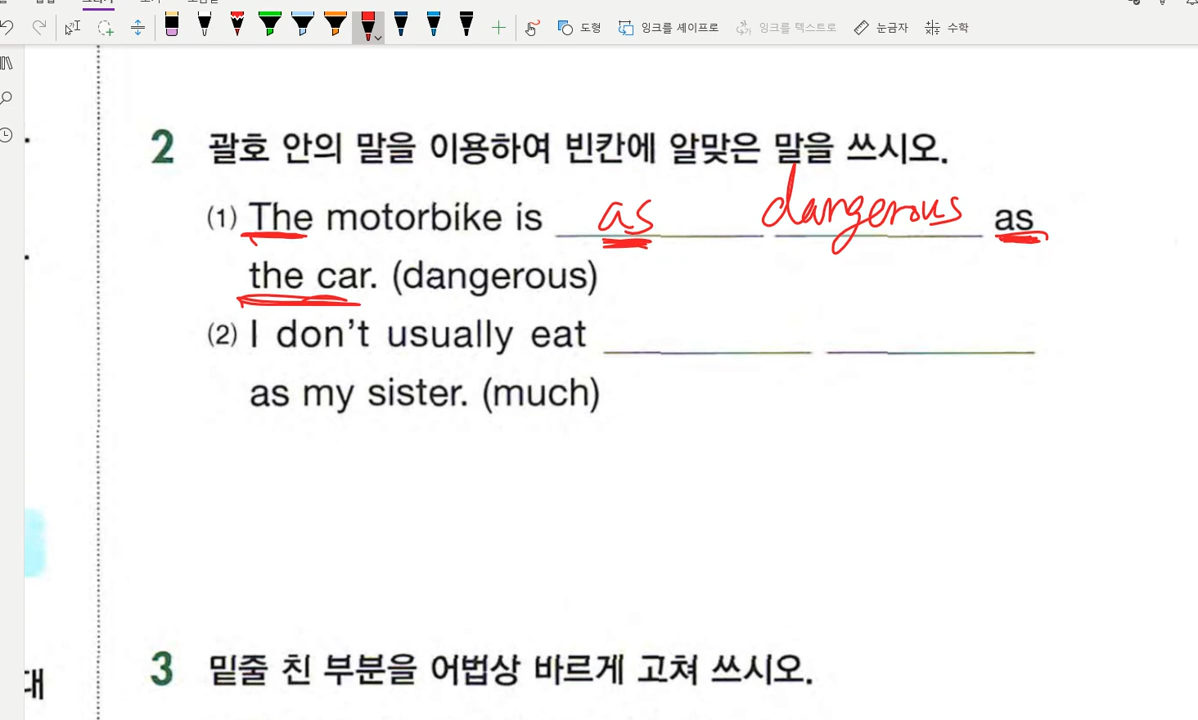 도형
잉크를 셰이프로
잉크를 텍스트로
눈금자
수학
2 괄호 안의 말을 이용하여 빈칸에 알맞은 말을 쓰시오.
(1) The motorbike is as dangerous as
the car. (dangerous)
(2) I don't usually eat
as my sister. (much)
대
3 밑줄 친 부분을 어법상 바르게 고쳐 쓰시오.